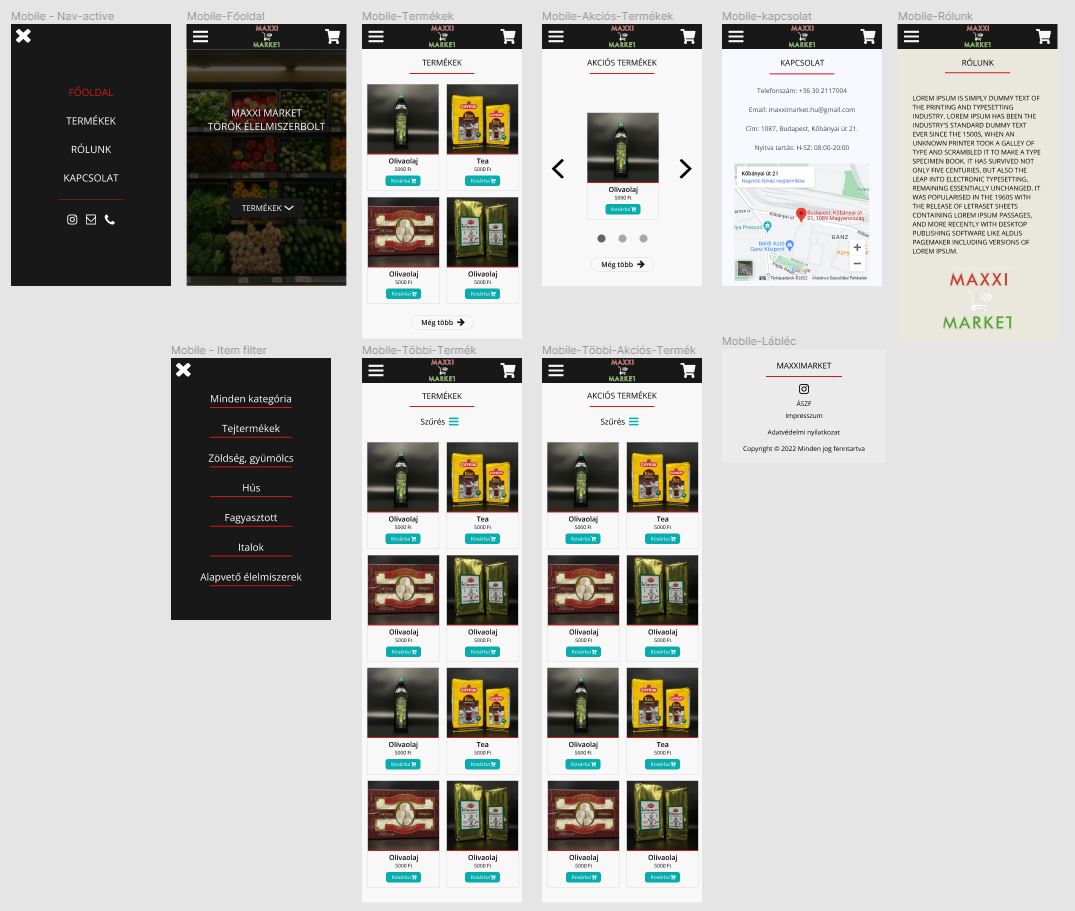 Mobile - Nav-active
FŐOLDAL
TERMÉKEK
RÓLUNK
KAPCSOLAT
Mobile-Főoldal
MAXXI
MARKET
MAXXI MARKET
TÖRÖK ÉLELMISZERBOLT
TERMÉKEK
Mobile-Termékek
MAXXI
MARKET
TERMÉKEK
Olivaolaj
5000 Ft
Kosárba
Tea
5000 Ft
Kosárba
Olivaolaj
5000 Ft
Kosárba
Olivaolaj
5000 Ft
Kosárba
Még több
Mobile-Akciós-Termékek
MAXXI
MARKET
AKCIÓS TERMÉKEK
Olivaolaj
5000 Ft
Kosárba
Még több
Mobile-kapcsolat
MAXXI
MARKET
KAPCSOLAT
Telefonszám: +36 30 2117004
Email: maxximarket.hu@gmail.com
Cím: 1087, Budapest, Kőbányai út 21.
Nyitva tartás: H-SZ: 08:00-20:00
Kőbányai út 21
Nagyobb térkép megtekintése
Budapest, Kőbányai út
21, 1089 Magyarország
Kőbányai út
GANZ
Bárdi Autó
Ganz Központ
Google
Térképadatok ©2022
Általános Szerződési Feltételek
Mobile-Rólunk
MAXXI
MARKET
RÓLUNK
LOREM IPSUM IS SIMPLY DUMMY TEXT OF
THE PRINTING AND TYPESETTING
INDUSTRY. LOREM IPSUM HAS BEEN THE
INDUSTRY'S STANDARD DUMMY TEXT
EVER SINCE THE 1500S, WHEN AN
UNKNOWN PRINTER TOOK A GALLEY OF
TYPE AND SCRAMBLED IT TO MAKE A TYPE
SPECIMEN BOOK. IT HAS SURVIVED NOT
ONLY FIVE CENTURIES, BUT ALSO THE
LEAP INTO ELECTRONIC TYPESETTING,
REMAINING ESSENTIALLY UNCHANGED. IT
WAS POPULARISED IN THE 1960S WITH
THE RELEASE OF LETRASET SHEETS
CONTAINING LOREM IPSUM PASSAGES,
AND MORE RECENTLY WITH DESKTOP
PUBLISHING SOFTWARE LIKE ALDUS
PAGEMAKER INCLUDING VERSIONS OF
LOREM IPSUM.
MAXXI
MARKET
Mobile - Item filter
Minden kategória
Tejtermékek
Zöldség, gyümölcs
Hús
Fagyasztott
Italok
Alapvető élelmiszerek
Mobile-Többi-Termék
MAXXI
MARKET
TERMÉKEK
Szűrés
Olivaolaj
5000 Ft
Kosárba
Tea
5000 Ft
Kosárba
Olivaolaj
5000 Ft
Kosárba
Olivaolaj
5000 Ft
Kosárba
Olivaolaj
5000 Ft
Kosárba
Tea
5000 Ft
Kosárba
Olivaolaj
5000 Ft
Kosárba
Olivaolaj
5000 Ft
Kosárba
Mobile-Többi-Akciós-Termék
MAXXI
MARKET
AKCIÓS TERMÉKEK
Szűrés
Olivaolaj
5000 Ft
Kosárba
Tea
5000 Ft
Kosárba
Olivaolaj
5000 Ft
Kosárba
Olivaolaj
5000 Ft
Kosárba
Olivaolaj
5000 Ft
Kosárba
Tea
5000 Ft
Kosárba
Olivaolaj
5000 Ft
Kosárba
Olivaolaj
5000 Ft
Kosárba
Mobile-Lábléc
MAXXIMARKET
ÁSZF
Impresszum
Adatvédelmi nyilatkozat
Copyright © 2022 Minden jog fenntartva